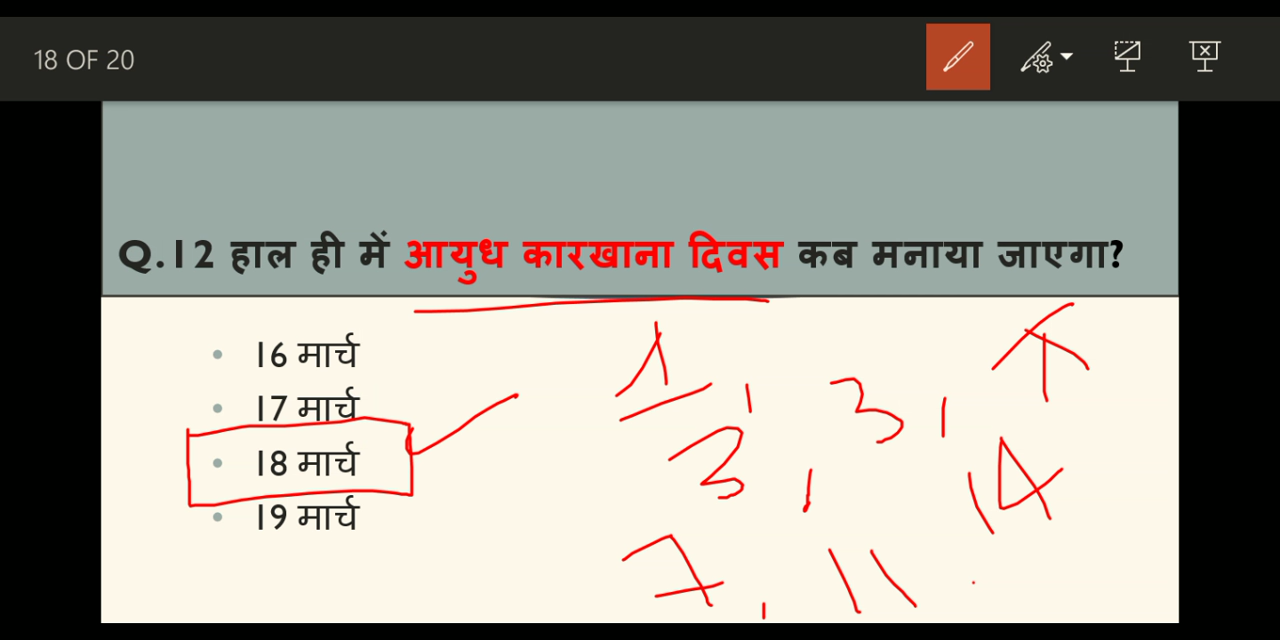 18 OF 20
Q.12 हाल ही में आयुध कारखाना दिवस कब मनाया जाएगा?
16 मार्च
17 मार्च
18 मार्च
19 मार्च